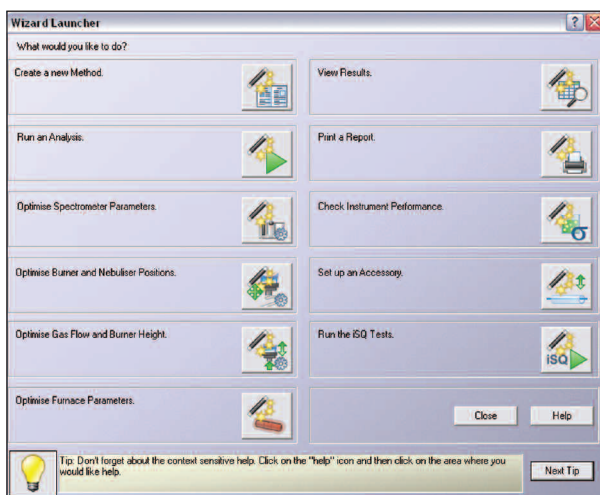 Wizard Launcher
What would you like to do?
Create a new Method.
Run an Analysis.
Optimise Spectrometer Parameters.
Optimise Burner and Nebuliser Positions.
Optimise Gas Flow and Burner Height.
Optimise Furnace Parameters.
View Results.
Print a Report.
Check Instrument Performance.
Set up an Accessory.
Run the iSQ Tests.
iSQ
Close
Help
Tip: Don't forget about the context sensitive help. Click on the "help" icon and then click on the area where you
would like help.
Next Tip